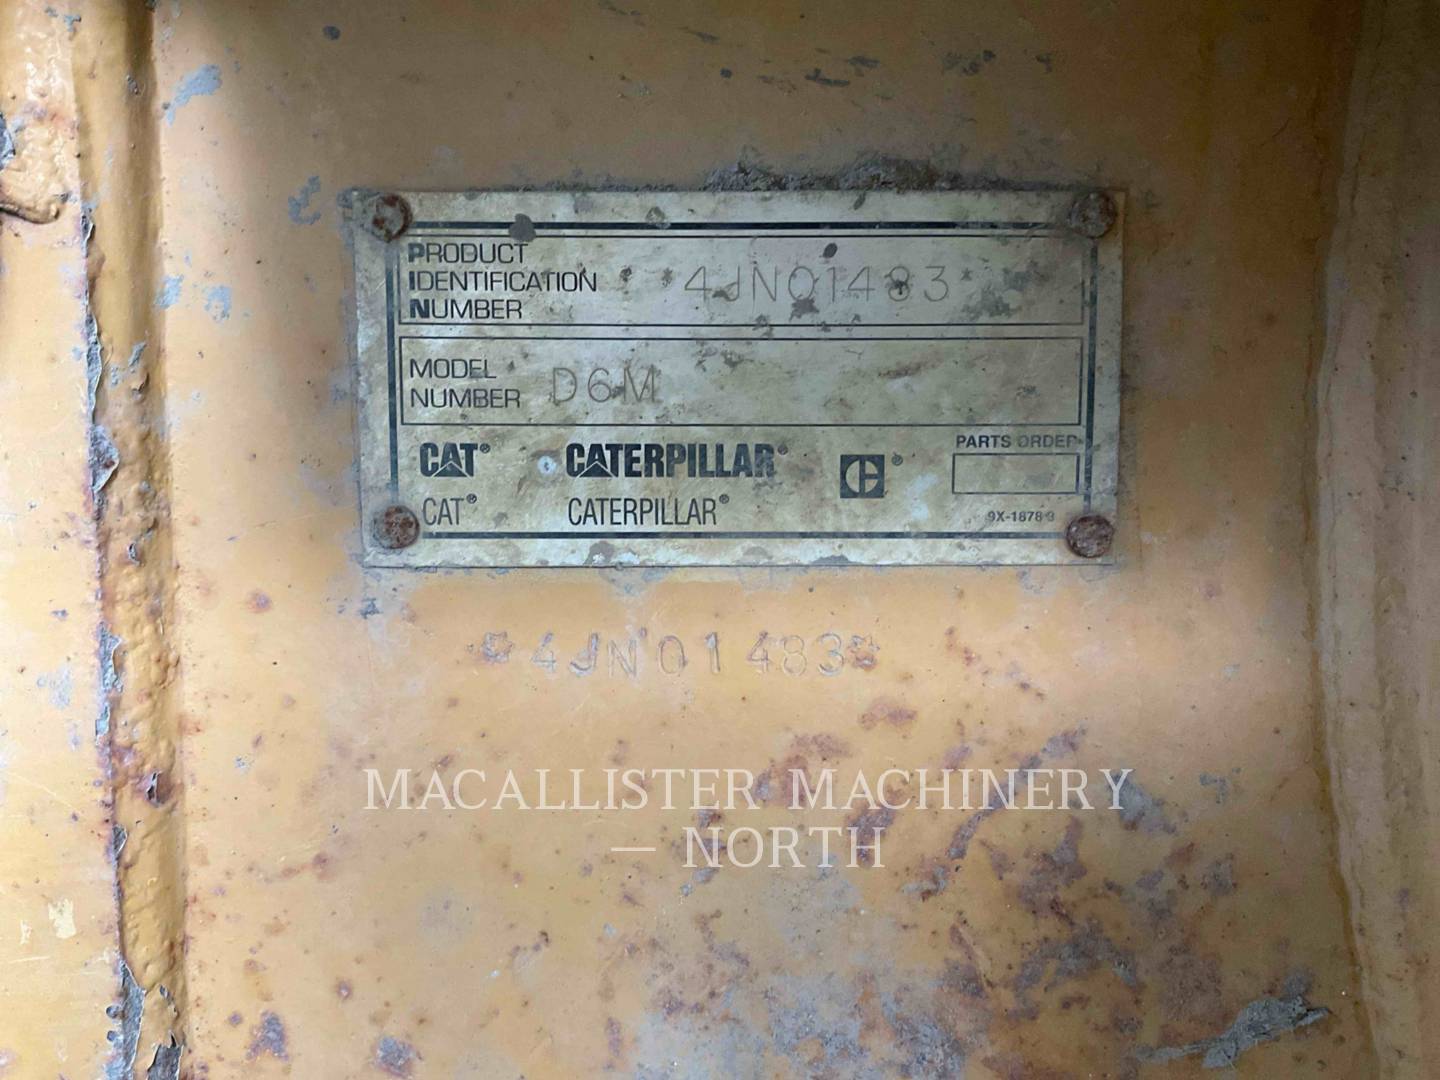 PRODUCT
IDENTIFICATION *4JN01483*
NUMBER
MODEL
NUMBER D6M
CAT® CATERPILLAR® ® PARTS ORDER
CAT® CATERPILLAR® 9X-1878 3
*4JN01483*
MACALLISTER MACHINERY
— NORTH